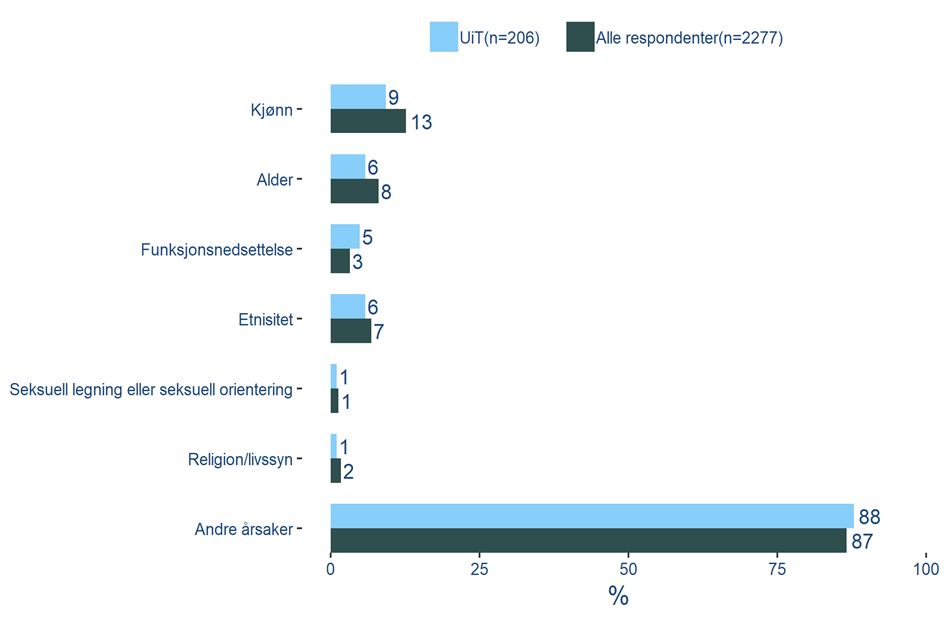 UiT(n=206) Alle respondenter(n=2277)
Kjønn 9
13
Alder 6
8
Funksjonsnedsettelse 5
3
Etnisitet 6
7
Seksuell legning eller seksuell orientering 1
1
Religion/livssyn 1
2
Andre årsaker 88
87
0 25 50 75 100
%